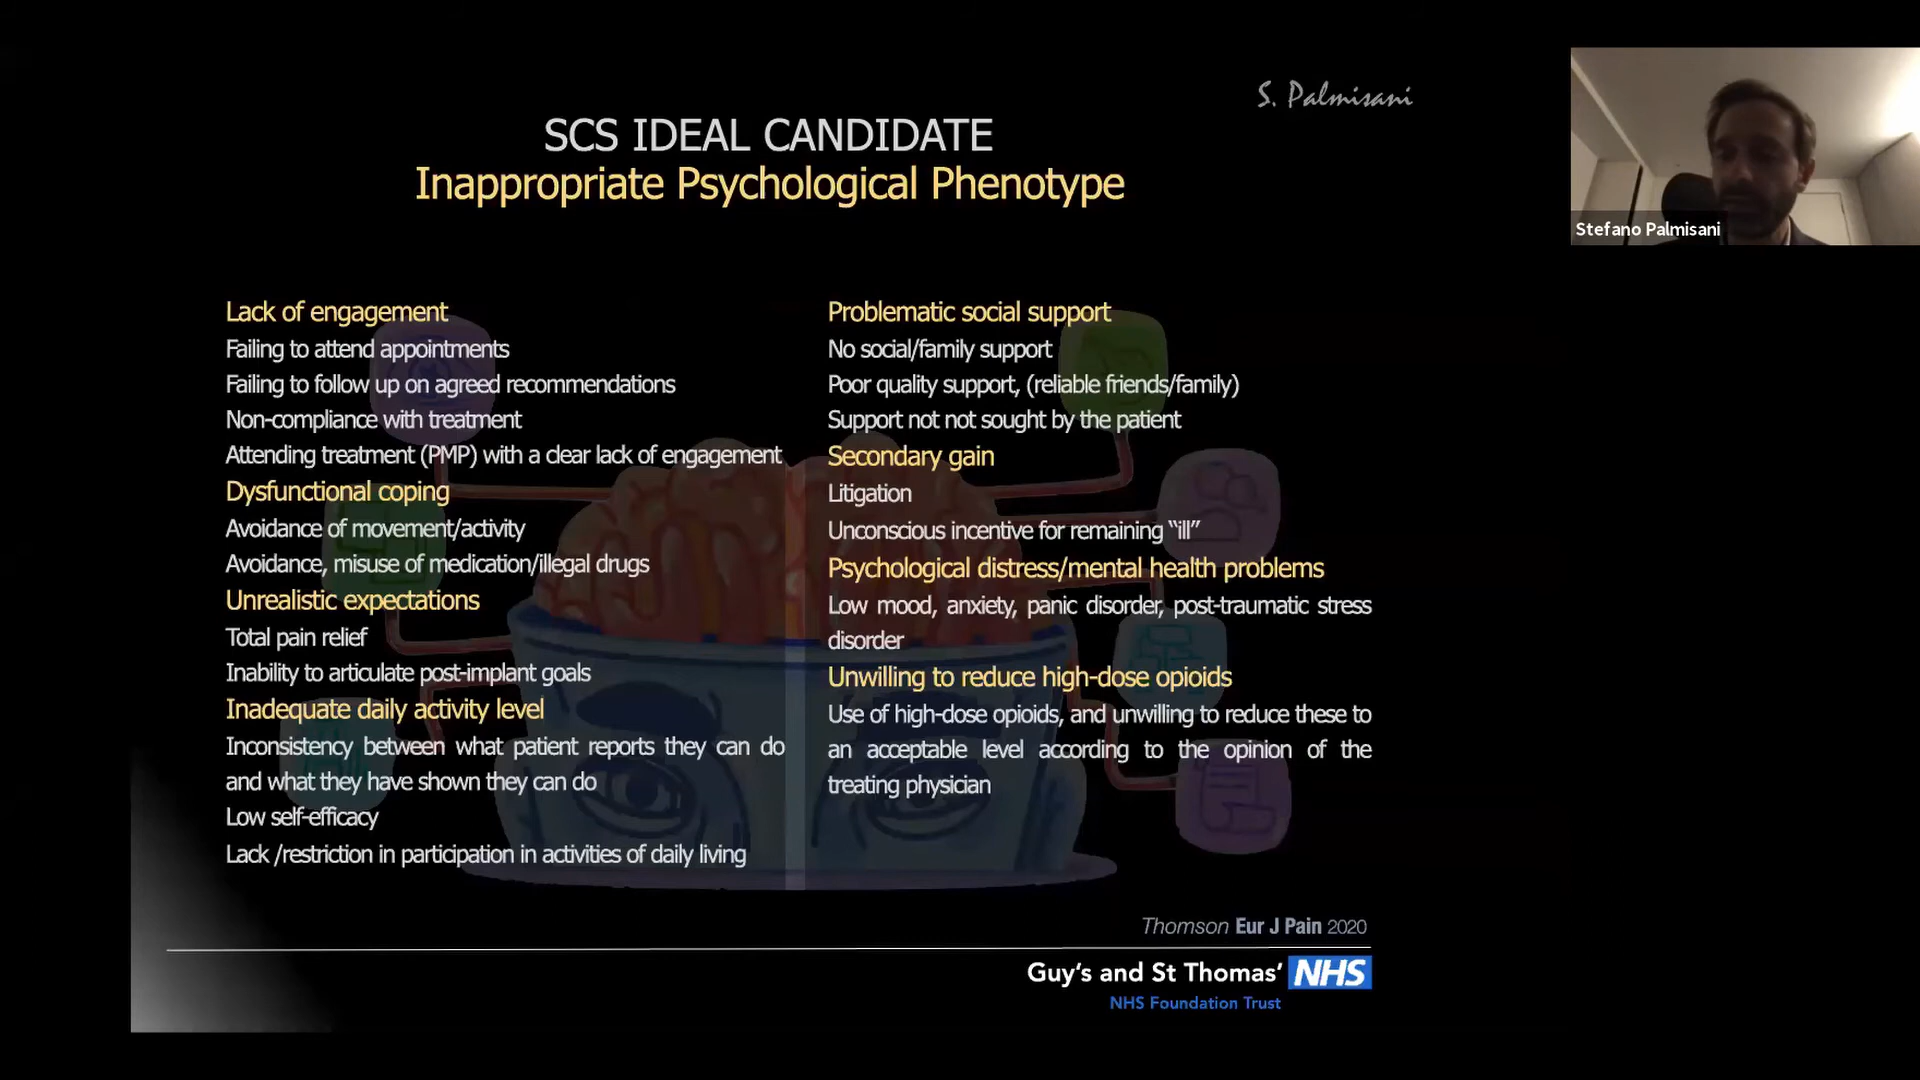 S. Palmisani
SCS IDEAL CANDIDATE
Inappropriate Psychological Phenotype
Stefano Palmisani
Lack of engagement
Failing to attend appointments
Failing to follow up on agreed recommendations
Non-compliance with treatment
Attending treatment (PMP) with a clear lack of engagement
Dysfunctional coping
Avoidance of movement/activity
Avoidance, misuse of medication/illegal drugs
Unrealistic expectations
Total pain relief
Inability to articulate post-implant goals
Inadequate daily activity level
Inconsistency between what patient reports they can do
and what they have shown they can do
Low self-efficacy
Lack /restriction in participation in activities of daily living
Problematic social support
No social/family support
Poor quality support, (reliable friends/family)
Support not not sought by the patient
Secondary gain
Litigation
Unconscious incentive for remaining “ill”
Psychological distress/mental health problems
Low mood, anxiety, panic disorder, post-traumatic stress
disorder
Unwilling to reduce high-dose opioids
Use of high-dose opioids, and unwilling to reduce these to
an acceptable level according to the opinion of the
treating physician
Thomson Eur J Pain 2020
Guy’s and St Thomas’ NHS
NHS Foundation Trust